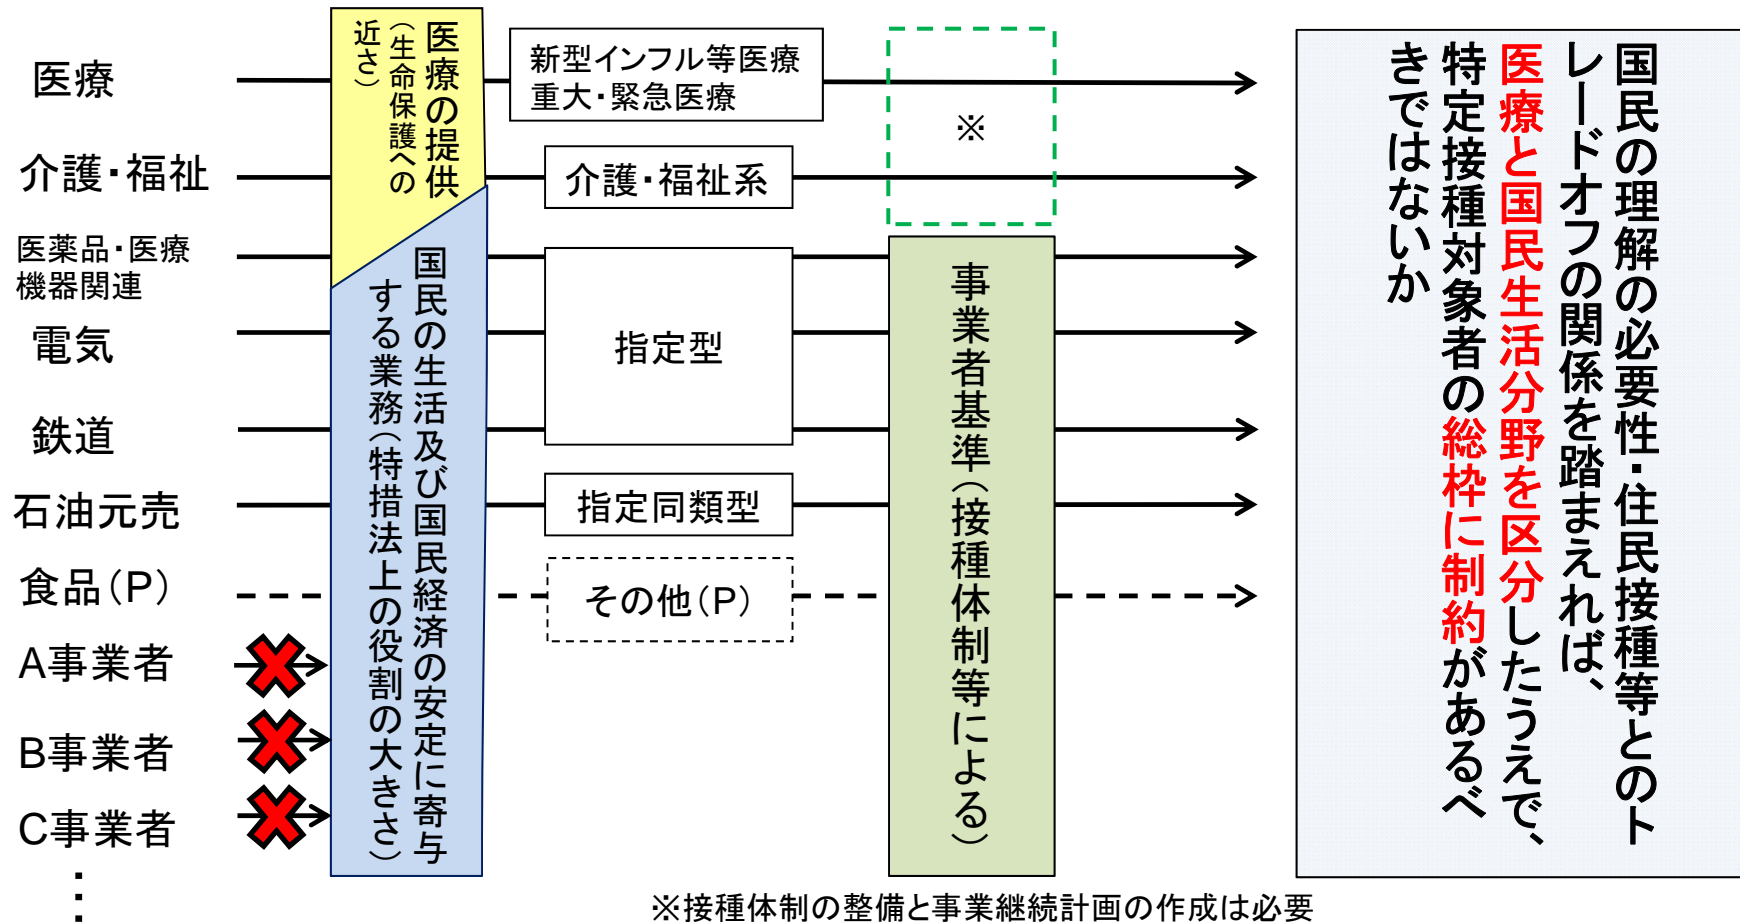 医療
介護・福祉
医薬品・医療
機器関連
電気
鉄道
石油元売
食品（P）
A事業者
B事業者
C事業者
⋮
医療の提供
（生命保護への
近さ）
国民の生活及び国民経済の安定に寄与
する業務（特措法上の役割の大きさ）
新型インフル等医療
重大・緊急医療
介護・福祉系
指定型
指定同類型
その他（P）
※
事業者基準（接種体制等による）
国民の理解の必要性・住民接種等とのト
レードオフの関係を踏まえれば、
医療と国民生活分野を区分したうえで、
特定接種対象者の総枠に制約があるべ
きではないか
※接種体制の整備と事業継続計画の作成は必要